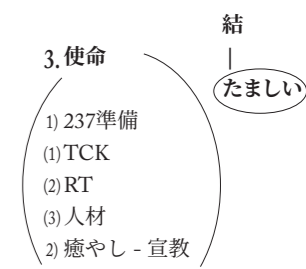 結
3. 使命
たましい
1) 237準備
(1) TCK
(2) RT
(3) 人材
2) 癒やし - 宣教